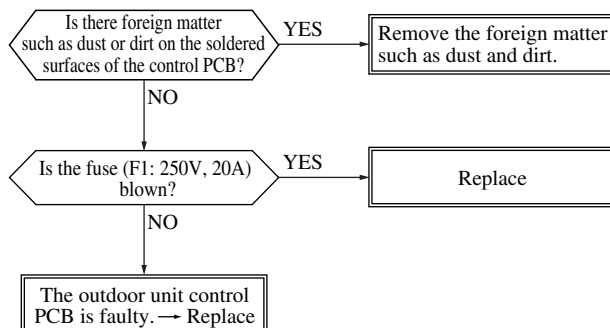 Is there foreign matter
such as dust or dirt on the soldered
surfaces of the control PCB?
YES
Remove the foreign matter
such as dust and dirt.
NO
Is the fuse (F1: 250V, 20A)
blown?
YES
Replace
NO
The outdoor unit control
PCB is faulty. → Replace